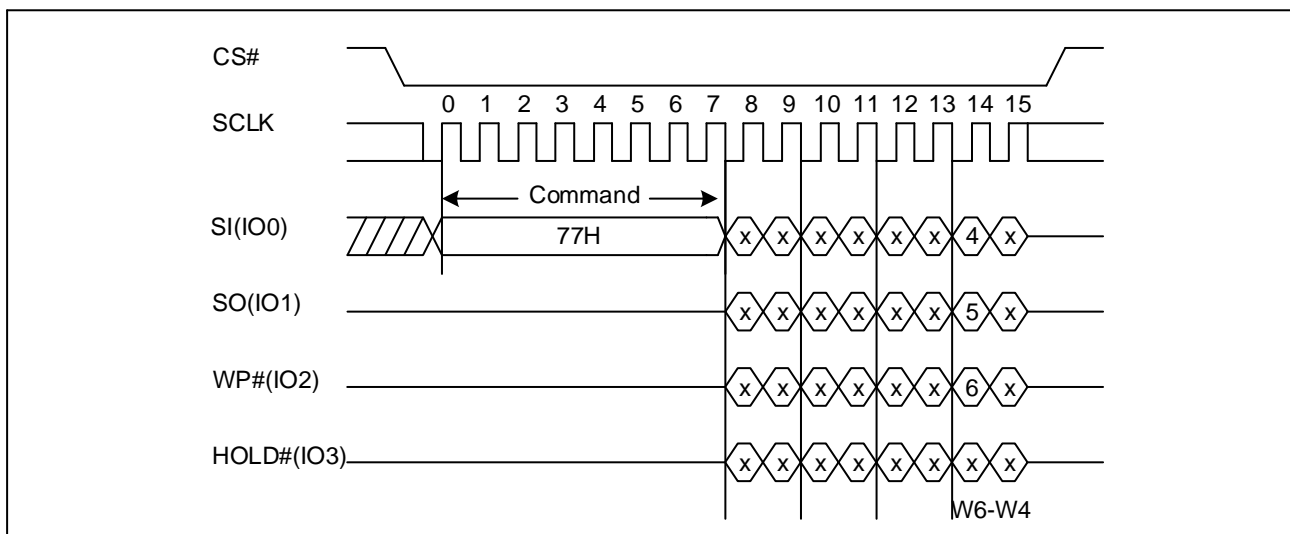 CS#
0 1 2 3 4 5 6 7 8 9 10 11 12 13 14 15
SCLK
Command
SI(IO0)
77H
x x x x x x 4 x
SO(IO1)
x x x x x x 5 x
WP#(IO2)
x x x x x x 6 x
HOLD#(IO3)
x x x x x x x x
W6-W4